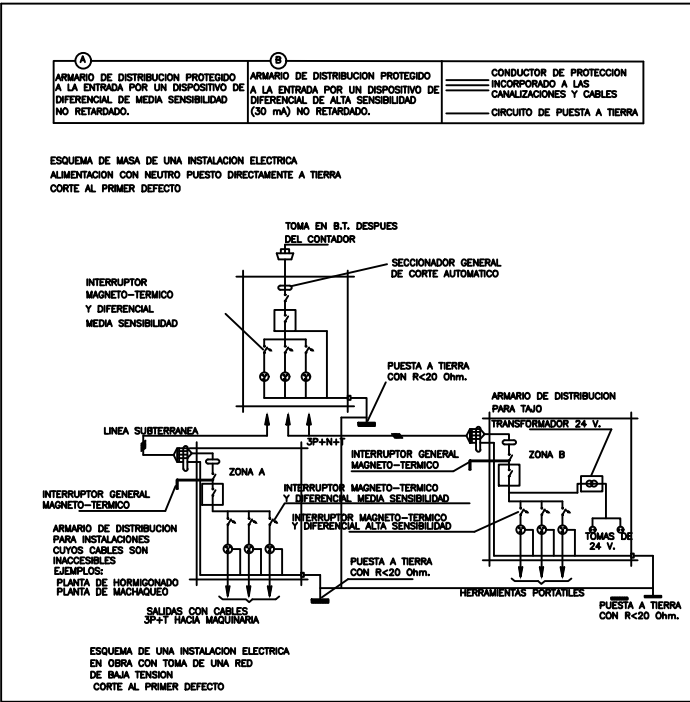 A
ARMARIO DE DISTRIBUCION PROTEGIDO
A LA ENTRADA POR UN DISPOSITIVO DE
DIFERENCIAL DE MEDIA SENSIBILIDAD
NO RETARDADO.
B
ARMARIO DE DISTRIBUCION PROTEGIDO
A LA ENTRADA POR UN DISPOSITIVO DE
DIFERENCIAL DE ALTA SENSIBILIDAD
(30 mA) NO RETARDADO.
CONDUCTOR DE PROTECCION
INCORPORADO A LAS
CANALIZACIONES Y CABLES
CIRCUITO DE PUESTA A TIERRA
ESQUEMA DE MASA DE UNA INSTALACION ELECTRICA
ALIMENTACION CON NEUTRO PUESTO DIRECTAMENTE A TIERRA
CORTE AL PRIMER DEFECTO
TOMA EN B.T. DESPUES
DEL CONTADOR
SECCIONADOR GENERAL
DE CORTE AUTOMATICO
INTERRUPTOR
MAGNETO-TERMICO
Y DIFERENCIAL
MEDIA SENSIBILIDAD
PUESTA A TIERRA
CON R<20 Ohm.
ARMARIO DE DISTRIBUCION
PARA TAJO
TRANSFORMADOR 24 V.
LINEA SUBTERRANEA
3P+N+T
INTERRUPTOR GENERAL
MAGNETO-TERMICO
ZONA B
ZONA A
INTERRUPTOR GENERAL
MAGNETO-TERMICO
INTERRUPTOR MAGNETO-TERMICO
Y DIFERENCIAL MEDIA SENSIBILIDAD
INTERRUPTOR MAGNETO-TERMICO
Y DIFERENCIAL ALTA SENSIBILIDAD
TOMAS DE
24 V.
ARMARIO DE DISTRIBUCION
PARA INSTALACIONES
CUYOS CABLES SON
INACCESIBLES
EJEMPLOS:
PLANTA DE HORMIGONADO
PLANTA DE MACHAQUEO
PUESTA A TIERRA
CON R<20 Ohm.
HERRAMIENTAS PORTATILES
PUESTA A TIERRA
CON R<20 Ohm.
SALIDAS CON CABLES
3P+T HACIA MAQUINARIA
ESQUEMA DE UNA INSTALACION ELECTRICA
EN OBRA CON TOMA DE UNA RED
DE BAJA TENSION
CORTE AL PRIMER DEFECTO